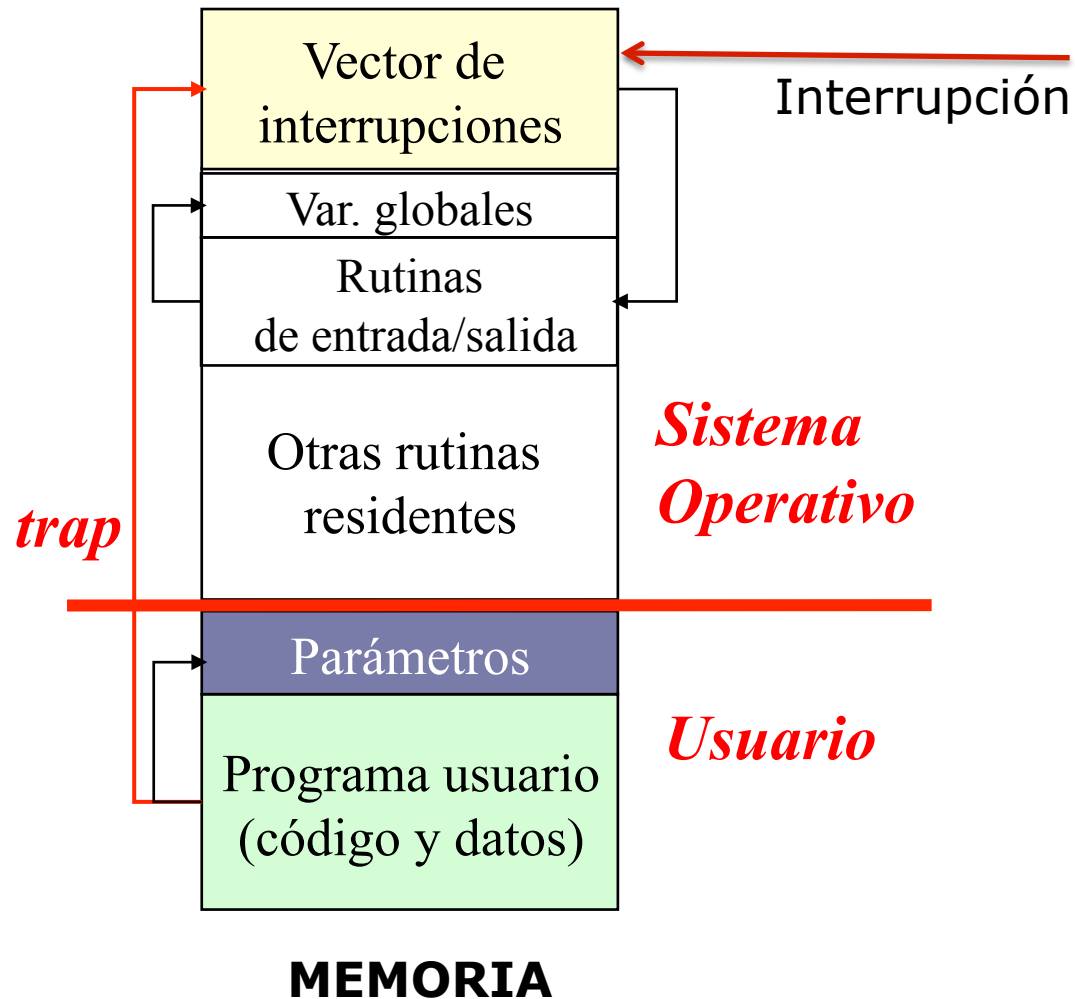 Vector de
interrupciones
Interrupción
Var. globales
Rutinas
de entrada/salida
Otras rutinas
residentes
Sistema
Operativo
trap
Parámetros
Usuario
Programa usuario
(código y datos)
MEMORIA